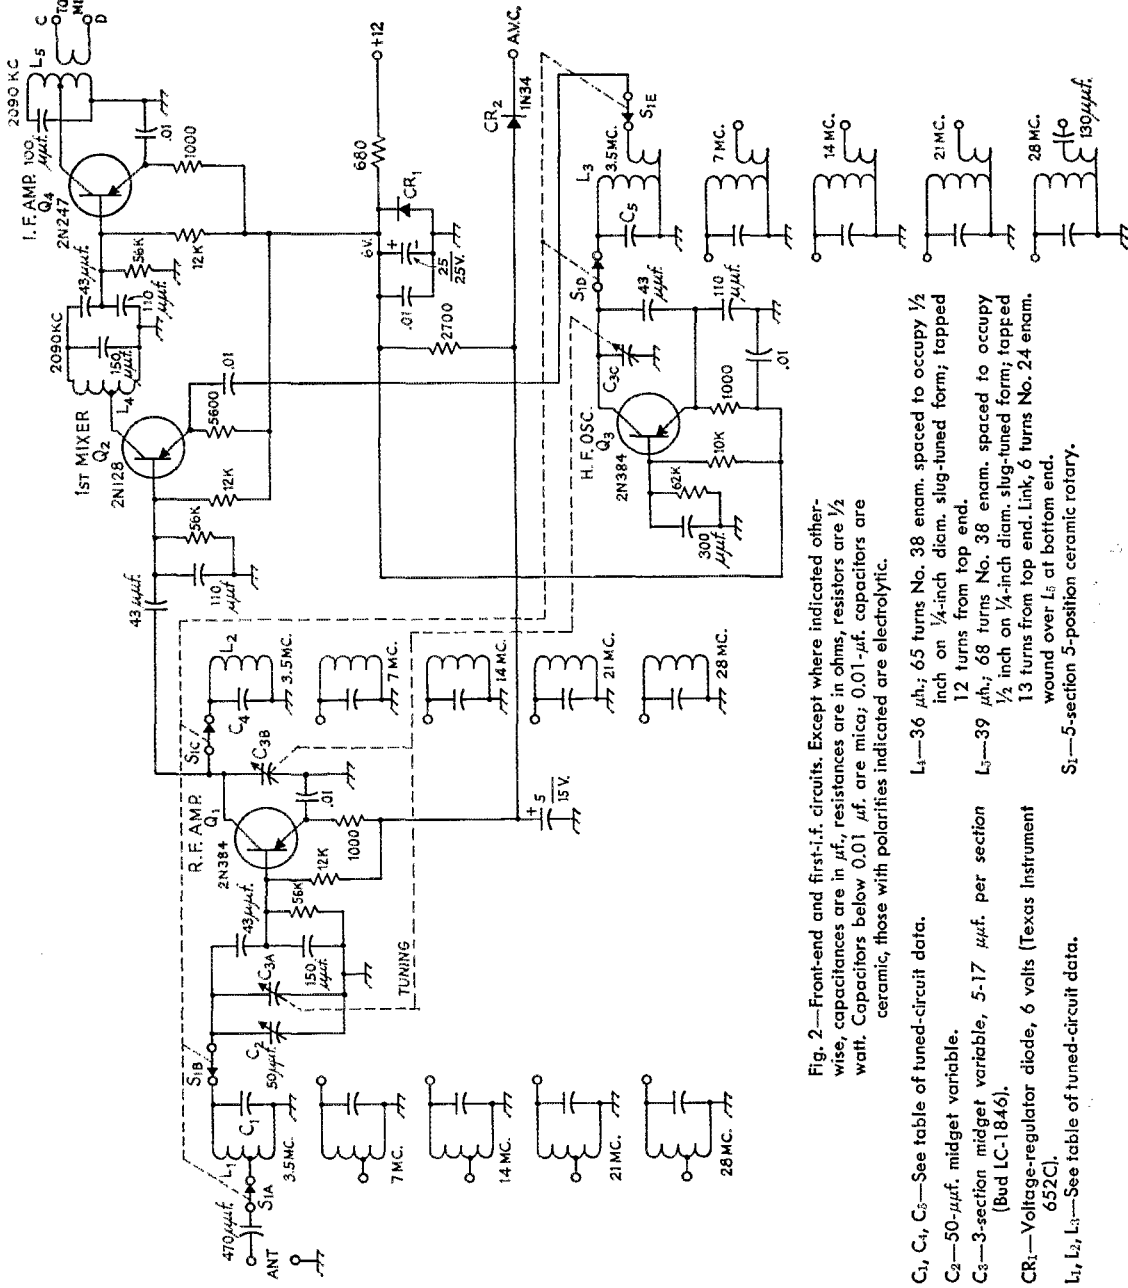 2090 KC
L5
C
TO
D
100
µµf.
.01
I. F. AMP.
Q4
2N247
1000
43µµf.
56K
12K
110
µµf.
2090KC
150
µµf.
L4
1ST MIXER
Q2
2N128
5600
.01
12K
56K
43µµf.
110
µµf.
+12
680
6V.
CR1
25
25V.
.01
2700
A.V.C.
CR2
1N34
S1E
L3
3.5MC.
C5
S1D
7 MC.
14 MC.
21 MC.
28 MC.
130µµf.
H. F. OSC.
Q3
2N384
C3C
43
µµf.
110
µµf.
1000
.01
10K
62K
300
µµf.
R. F. AMP.
Q1
2N384
S1C
C3B
.01
1000
12K
56K
43µµf.
150
µµf.
5
15 V.
C4
L2
3.5 MC.
7 MC.
14 MC.
21 MC.
28 MC.
TUNING
C3A
C2
50µµf.
S1B
C1
L1
S1A
470µµf.
ANT
3.5MC.
7 MC.
14 MC.
21 MC.
28 MC.
Fig. 2—Front-end and first-i.f. circuits. Except where indicated other-
wise, capacitances are in µf., resistances are in ohms, resistors are ½
watt. Capacitors below 0.01 µf. are mica; 0.01-µf. capacitors are
ceramic, those with polarities indicated are electrolytic.
C1, C4, C5—See table of tuned-circuit data.
C2—50-µµf. midget variable.
C3—3-section midget variable, 5-17 µµf. per section
(Bud LC-1846).
CR1—Voltage-regulator diode, 6 volts (Texas Instrument
652C).
L1, L2, L3—See table of tuned-circuit data.
L4—36 µh.; 65 turns No. 38 enam. spaced to occupy ½
inch on ¼-inch diam. slug-tuned form; tapped
12 turns from top end.
L5—39 µh.; 68 turns No. 38 enam. spaced to occupy
½ inch on ¼-inch diam. slug-tuned form; tapped
13 turns from top end. Link, 6 turns No. 24 enam.
wound over L5 at bottom end.
S1—5-section 5-position ceramic rotary.